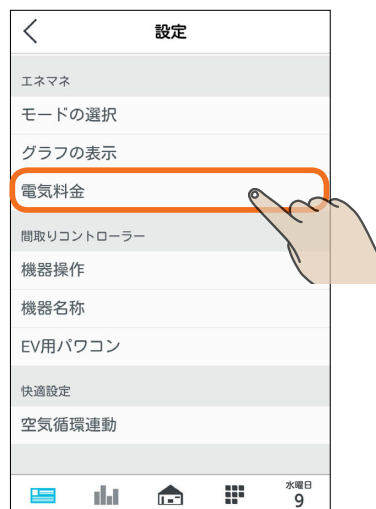 設定
エネマネ
モードの選択
グラフの表示
電気料金
間取りコントローラー
機器操作
機器名称
EV用パワコン
快適設定
空気循環連動
水曜日
9